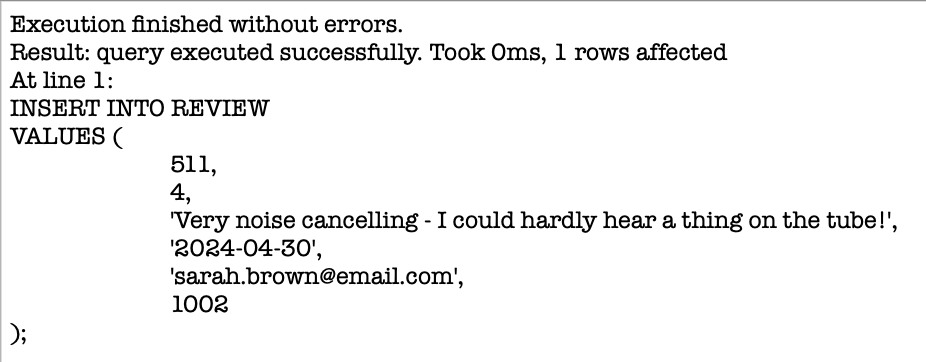 Execution finished without errors.
Result: query executed successfully. Took 0ms, 1 rows affected
At line 1:
INSERT INTO REVIEW
VALUES (
511,
4,
'Very noise cancelling - I could hardly hear a thing on the tube!',
'2024-04-30',
'sarah.brown@email.com',
1002
);